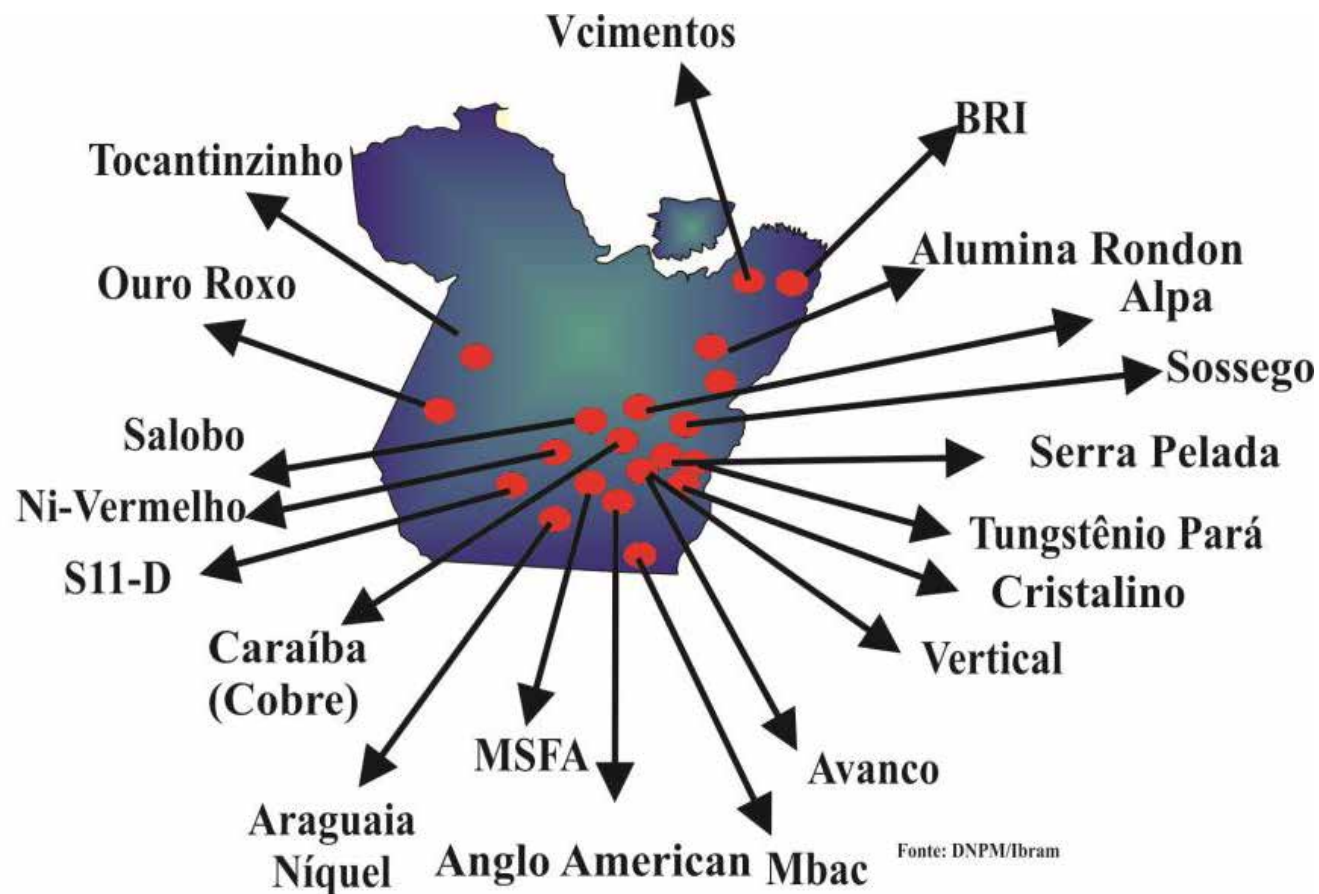 Vcimentos
BRI
Tocantinzinho
Alumina Rondon
Ouro Roxo
Alpa
Sossego
Salobo
Serra Pelada
Ni-Vermelho
Tungstênio Pará
S11-D
Cristalino
Caraíba
(Cobre)
Vertical
MSFA
Avanco
Araguaia
Níquel
Anglo American
Mbac
Fonte: DNPM/Ibram